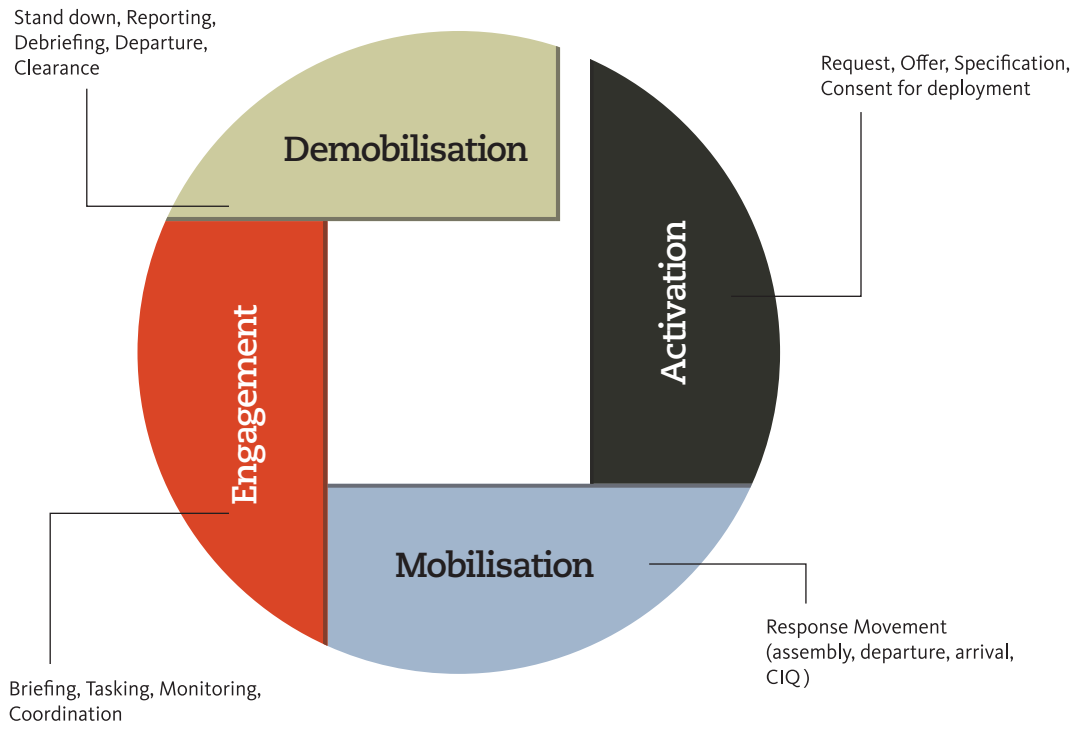 Stand down, Reporting,
Debriefing, Departure,
Clearance
Request, Offer, Specification,
Consent for deployment
Demobilisation
Activation
Engagement
Mobilisation
Response Movement
(assembly, departure, arrival,
CIQ )
Briefing, Tasking, Monitoring,
Coordination